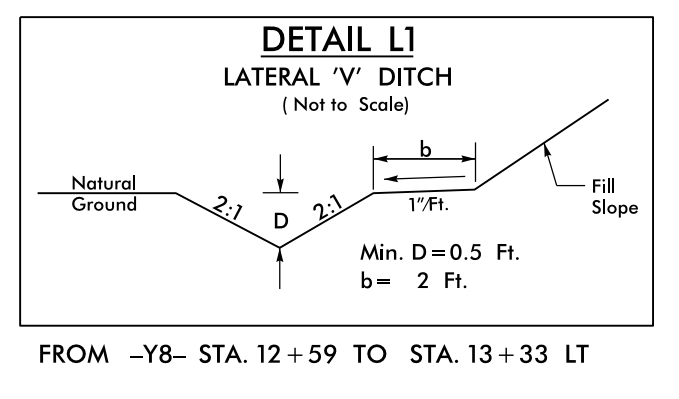 DETAIL L1
LATERAL 'V' DITCH
( Not to Scale)
b
Natural
Ground
2:1
D
2:1
1"/Ft.
Fill
Slope
Min. D = 0.5 Ft.
b = 2 Ft.
FROM -Y8- STA. 12 + 59 TO STA. 13 + 33 LT